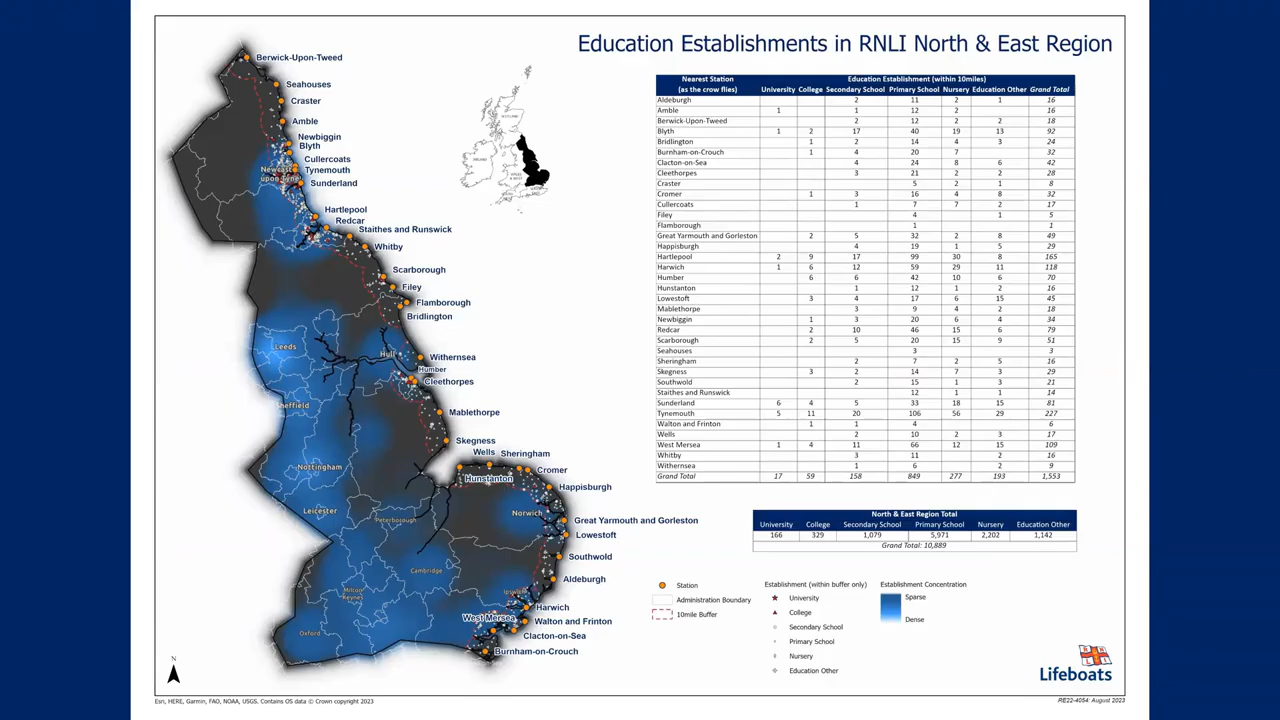 Education Establishments in RNLI North & East Region
Berwick-Upon-Tweed
Seahouses
Craster
Amble
Newbiggin
Blyth
Cullercoats
Newcastle
upon Tyne
Tynemouth
Sunderland
Hartlepool
Redcar
Staithes and Runswick
Whitby
Scarborough
Filey
Flamborough
Bridlington
Leeds
Hull
Withernsea
Humber
Cleethorpes
Sheffield
Mablethorpe
Skegness
Wells Sheringham
Nottingham
Hunstanton
Cromer
Happisburgh
Leicester
Peterborough
Norwich
Great Yarmouth and Gorleston
Lowestoft
Southwold
Cambridge
Aldeburgh
Milton
Keynes
Ipswich
Harwich
West Mersea
Walton and Frinton
Oxford
Clacton-on-Sea
Burnham-on-Crouch
Nearest Station Education Establishment (within 10miles)
(as the crow flies) University College Secondary School Primary School Nursery Education Other Grand Total
Aldeburgh 2 11 2 1 16
Amble 1 1 12 2 16
Berwick-Upon-Tweed 2 12 2 2 18
Blyth 1 2 17 40 19 13 92
Bridlington 1 2 14 4 3 24
Burnham-on-Crouch 1 4 20 7 32
Clacton-on-Sea 4 24 8 6 42
Cleethorpes 3 21 2 2 28
Craster 5 2 1 8
Cromer 1 3 16 4 8 32
Cullercoats 1 7 7 2 17
Filey 4 1 5
Flamborough 1 1
Great Yarmouth and Gorleston 2 5 32 2 8 49
Happisburgh 4 19 1 5 29
Hartlepool 2 9 17 99 30 8 165
Harwich 1 6 12 59 29 11 118
Humber 6 6 42 10 6 70
Hunstanton 1 12 1 2 16
Lowestoft 3 4 17 6 15 45
Mablethorpe 3 9 4 2 18
Newbiggin 1 3 20 6 4 34
Redcar 2 10 46 15 6 79
Scarborough 2 5 20 15 9 51
Seahouses 3 3
Sheringham 2 7 2 5 16
Skegness 3 2 14 7 3 29
Southwold 2 15 1 3 21
Staithes and Runswick 12 1 1 14
Sunderland 6 4 5 33 18 15 81
Tynemouth 5 11 20 106 56 29 227
Walton and Frinton 1 1 4 6
Wells 2 10 2 3 17
West Mersea 1 4 11 66 12 15 109
Whitby 3 11 2 16
Withernsea 1 6 2 9
Grand Total 17 59 158 849 277 193 1,553
North & East Region Total
University College Secondary School Primary School Nursery Education Other
166 329 1,079 5,971 2,202 1,142
Grand Total: 10,889
Station
Administration Boundary
10mile Buffer
Establishment (within buffer only)
University
College
Secondary School
Primary School
Nursery
Education Other
Establishment Concentration
Sparse
Dense
N
RNLI
Lifeboats
Esri, HERE, Garmin, FAO, NOAA, USGS. Contains OS data © Crown copyright 2023
RE22-4054: August 2023